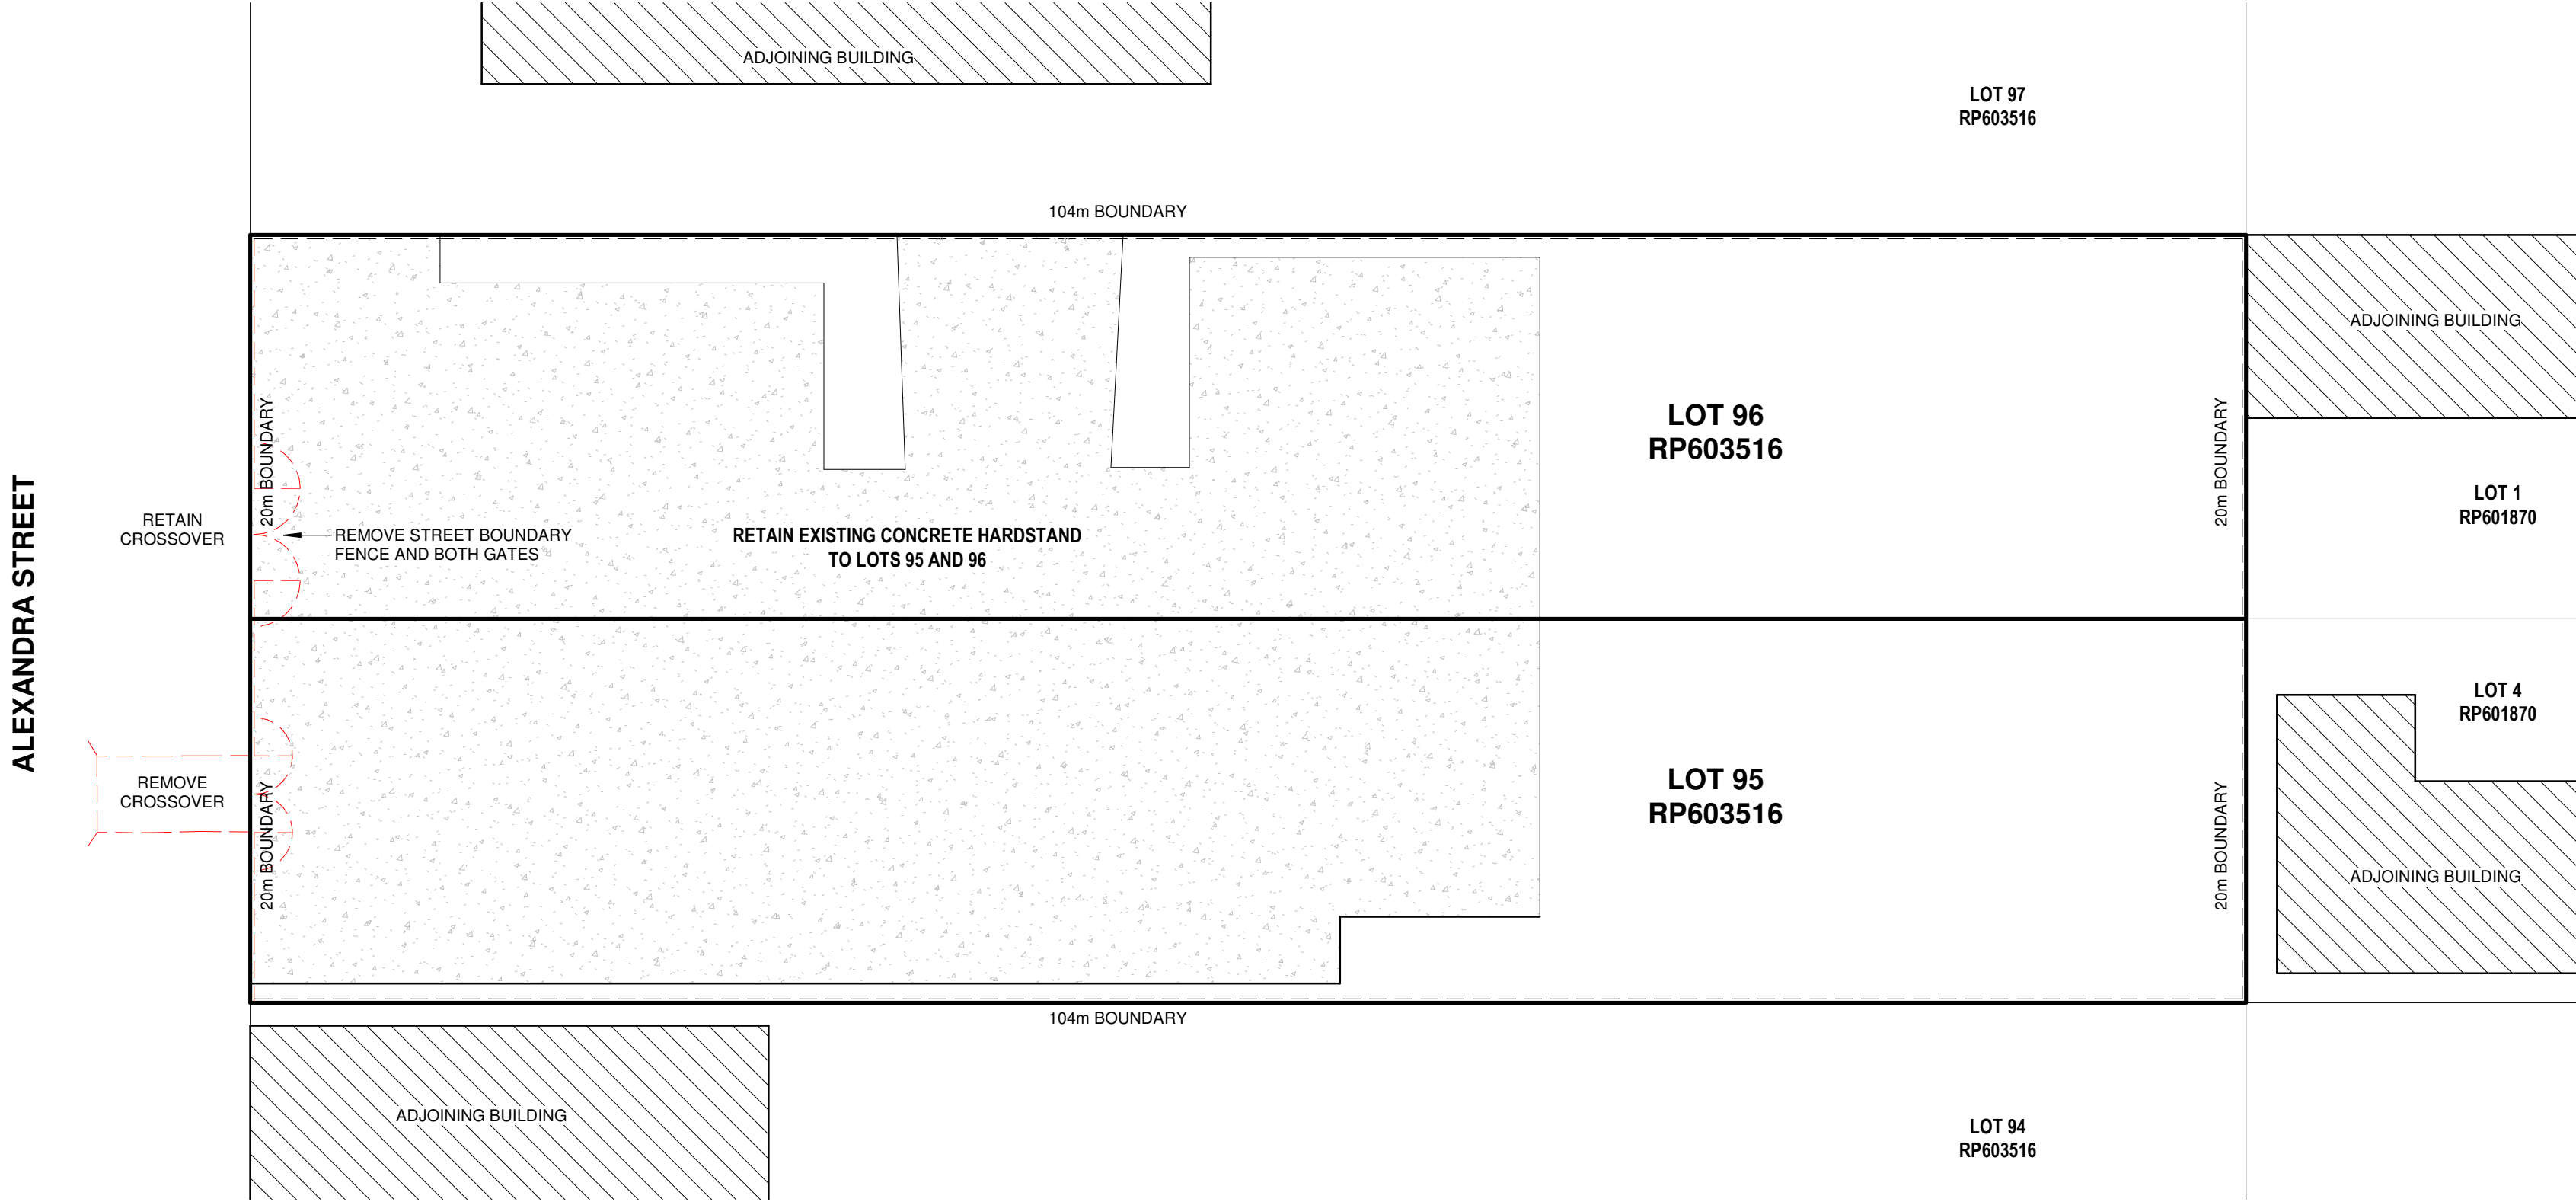 ADJOINING BUILDING
LOT 97
RP603516
104m BOUNDARY
ADJOINING BUILDING
20m BOUNDARY
20m BOUNDARY
LOT 96
RP603516
ALEXANDRA STREET
RETAIN
CROSSOVER
REMOVE STREET BOUNDARY
FENCE AND BOTH GATES
RETAIN EXISTING CONCRETE HARDSTAND
TO LOTS 95 AND 96
LOT 1
RP601870
LOT 4
RP601870
REMOVE
CROSSOVER
20m BOUNDARY
LOT 95
RP603516
20m BOUNDARY
ADJOINING BUILDING
104m BOUNDARY
ADJOINING BUILDING
LOT 94
RP603516